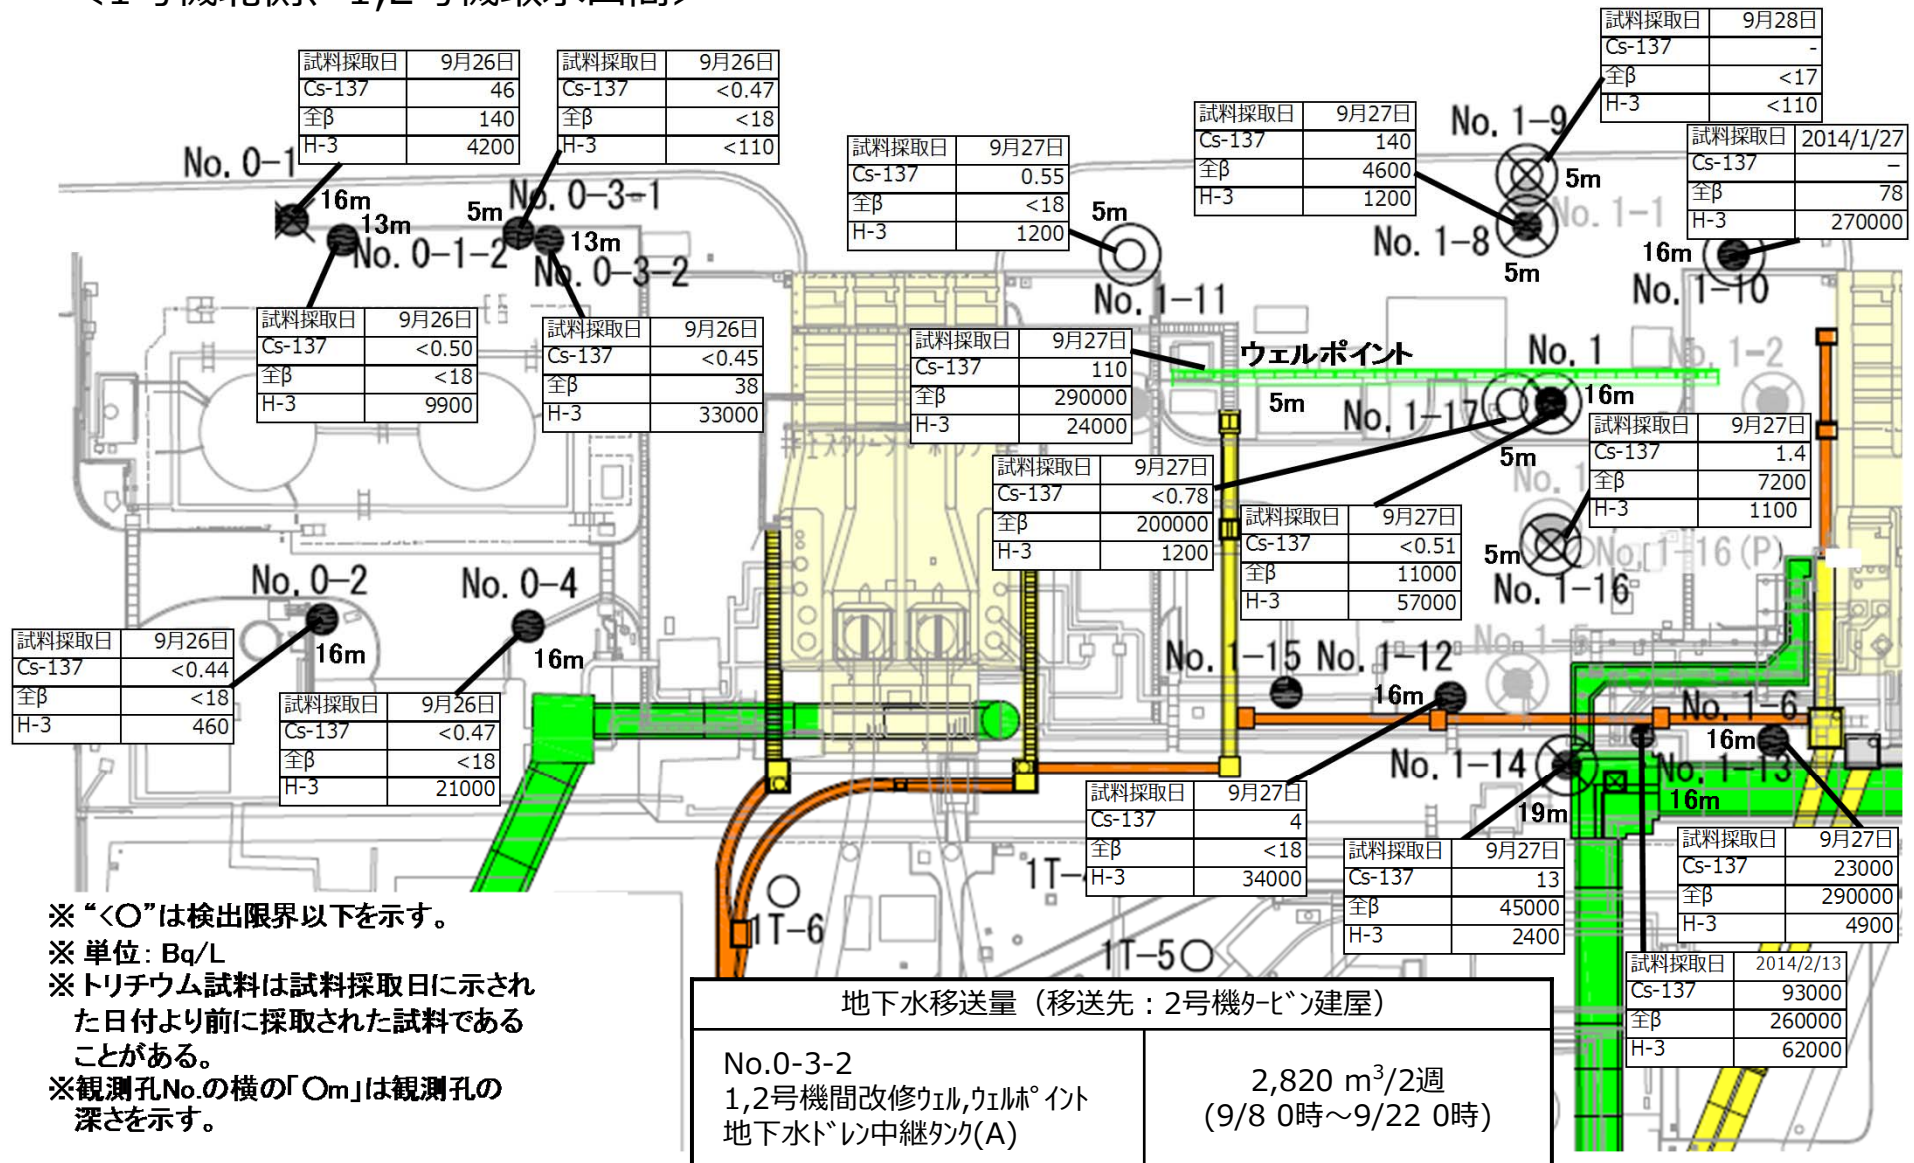 試料採取日 9月26日
Cs-137 46
全β 140
H-3 4200
試料採取日 9月26日
Cs-137 <0.47
全β <18
H-3 <110
試料採取日 9月28日
Cs-137 -
全β <17
H-3 <110
試料採取日 9月27日
Cs-137 140
全β 4600
H-3 1200
試料採取日 2014/1/27
Cs-137 –
全β 78
H-3 270000
試料採取日 9月27日
Cs-137 0.55
全β <18
H-3 1200
No. 0-1
16m
13m
No. 0-1-2
5m
No. 0-3-1
13m
No. 0-3-2
5m
No. 1-11
No. 1-9
5m
No. 1-1
No. 1-8
5m
16m
No. 1-10
試料採取日 9月26日
Cs-137 <0.50
全β <18
H-3 9900
試料採取日 9月26日
Cs-137 <0.45
全β 38
H-3 33000
試料採取日 9月27日
Cs-137 110
全β 290000
H-3 24000
ウェルポイント
5m
No. 1
No. 1-2
16m
No. 1-17
5m
試料採取日 9月27日
Cs-137 1.4
全β 7200
H-3 1100
試料採取日 9月27日
Cs-137 <0.78
全β 200000
H-3 1200
試料採取日 9月27日
Cs-137 <0.51
全β 11000
H-3 57000
5m
No. 1-16(P)
No. 1-16
No. 0-2
16m
No. 0-4
16m
No. 1-15
No. 1-12
16m
No. 1-5
No. 1-6
16m
No. 1-14
19m
No. 1-13
16m
試料採取日 9月26日
Cs-137 <0.44
全β <18
H-3 460
試料採取日 9月26日
Cs-137 <0.47
全β <18
H-3 21000
試料採取日 9月27日
Cs-137 4
全β <18
H-3 34000
試料採取日 9月27日
Cs-137 13
全β 45000
H-3 2400
試料採取日 9月27日
Cs-137 23000
全β 290000
H-3 4900
試料採取日 2014/2/13
Cs-137 93000
全β 260000
H-3 62000
1T-6
1T-5
※ “<○”は検出限界以下を示す。
※ 単位: Bq/L
※ トリチウム試料は試料採取日に示され
た日付より前に採取された試料である
ことがある。
※観測孔No.の横の「○m」は観測孔の
深さを示す。
地下水移送量（移送先：2号機ﾀｰﾋﾞﾝ建屋）
No.0-3-2
1,2号機間改修ｳｪﾙ,ｳｪﾙﾎﾟｲﾝﾄ
地下水ﾄﾞﾚﾝ中継ﾀﾝｸ(A)
2,820 m³/2週
(9/8 0時～9/22 0時)